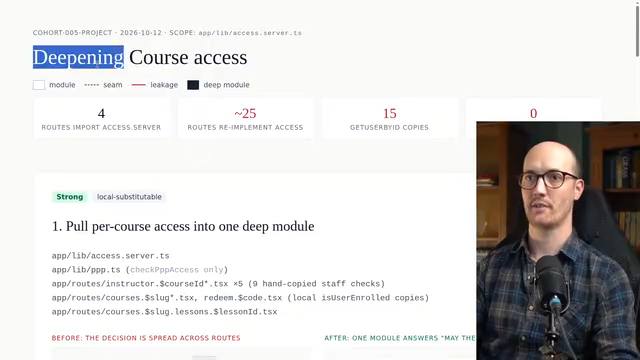 COHORT-005-PROJECT · 2026-10-12 · SCOPE: app/lib/access.server.ts
Deepening Course access
module seam leakage deep module
4 ~25 15 0
ROUTES IMPORT ACCESS.SERVER ROUTES RE-IMPLEMENT ACCESS GETUSERBYID COPIES
Strong local-substitutable
1. Pull per-course access into one deep module
app/lib/access.server.ts
app/lib/ppp.ts (checkPppAccess only)
app/routes/instructor.$courseId*.tsx ×5 (9 hand-copied staff checks)
app/routes/courses.$slug*.tsx, redeem.$code.tsx (local isUserEnrolled copies)
app/routes/courses.$slug.lessons.$lessonId.tsx
BEFORE: THE DECISION IS SPREAD ACROSS ROUTES AFTER: ONE MODULE ANSWERS "MAY THE